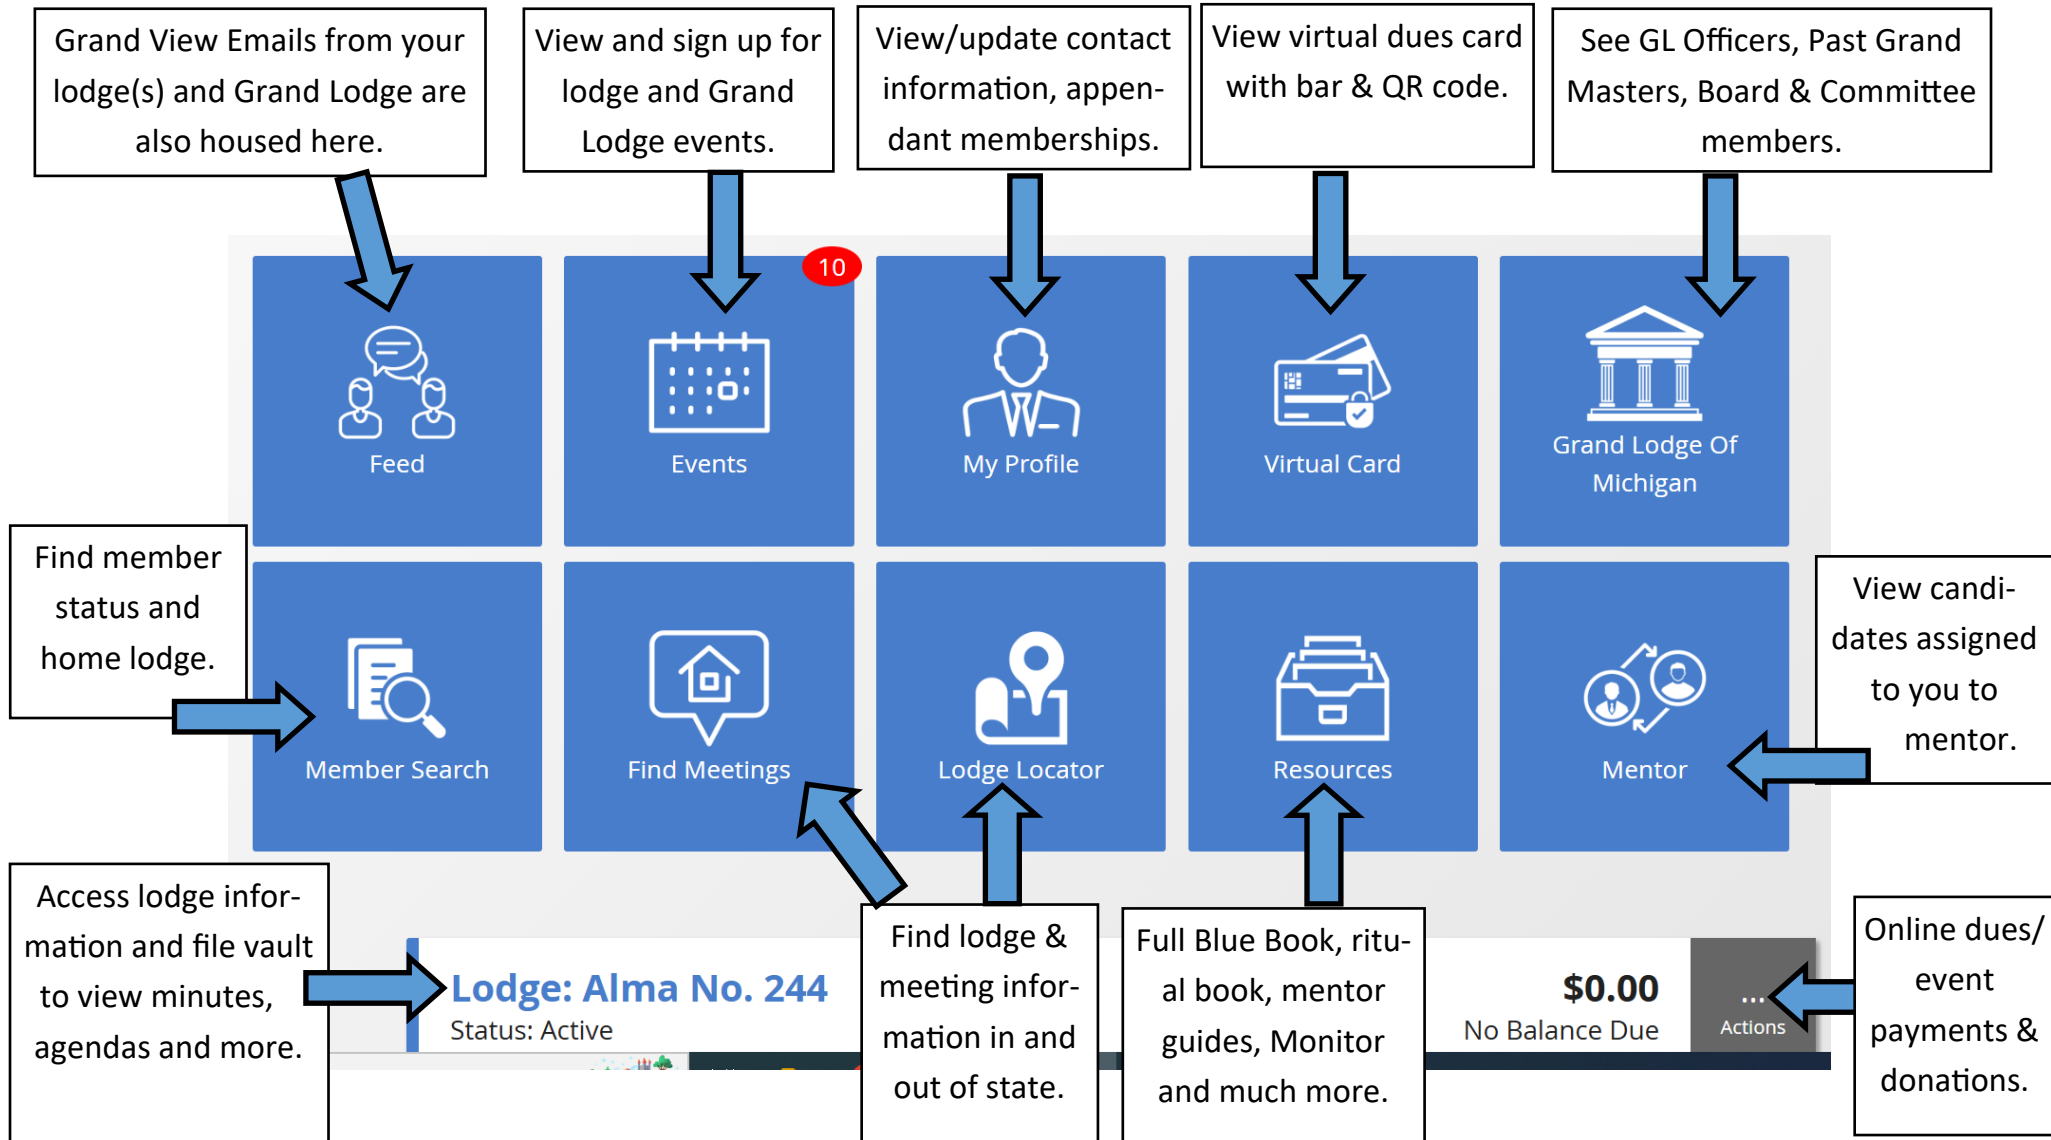 Grand View Emails from your
lodge(s) and Grand Lodge are
also housed here.
View and sign up for
lodge and Grand
Lodge events.
View/update contact
information, appen-
dant memberships.
View virtual dues card
with bar & QR code.
See GL Officers, Past Grand
Masters, Board & Committee
members.
10
Feed
Events
My Profile
Virtual Card
Grand Lodge Of
Michigan
Find member
status and
home lodge.
View candi-
dates assigned
to you to
mentor.
Member Search
Find Meetings
Lodge Locator
Resources
Mentor
Access lodge infor-
mation and file vault
to view minutes,
agendas and more.
Lodge: Alma No. 244
Status: Active
Find lodge &
meeting infor-
mation in and
out of state.
Full Blue Book, ritu-
al book, mentor
guides, Monitor
and much more.
$0.00
No Balance Due
...
Actions
Online dues/
event
payments &
donations.